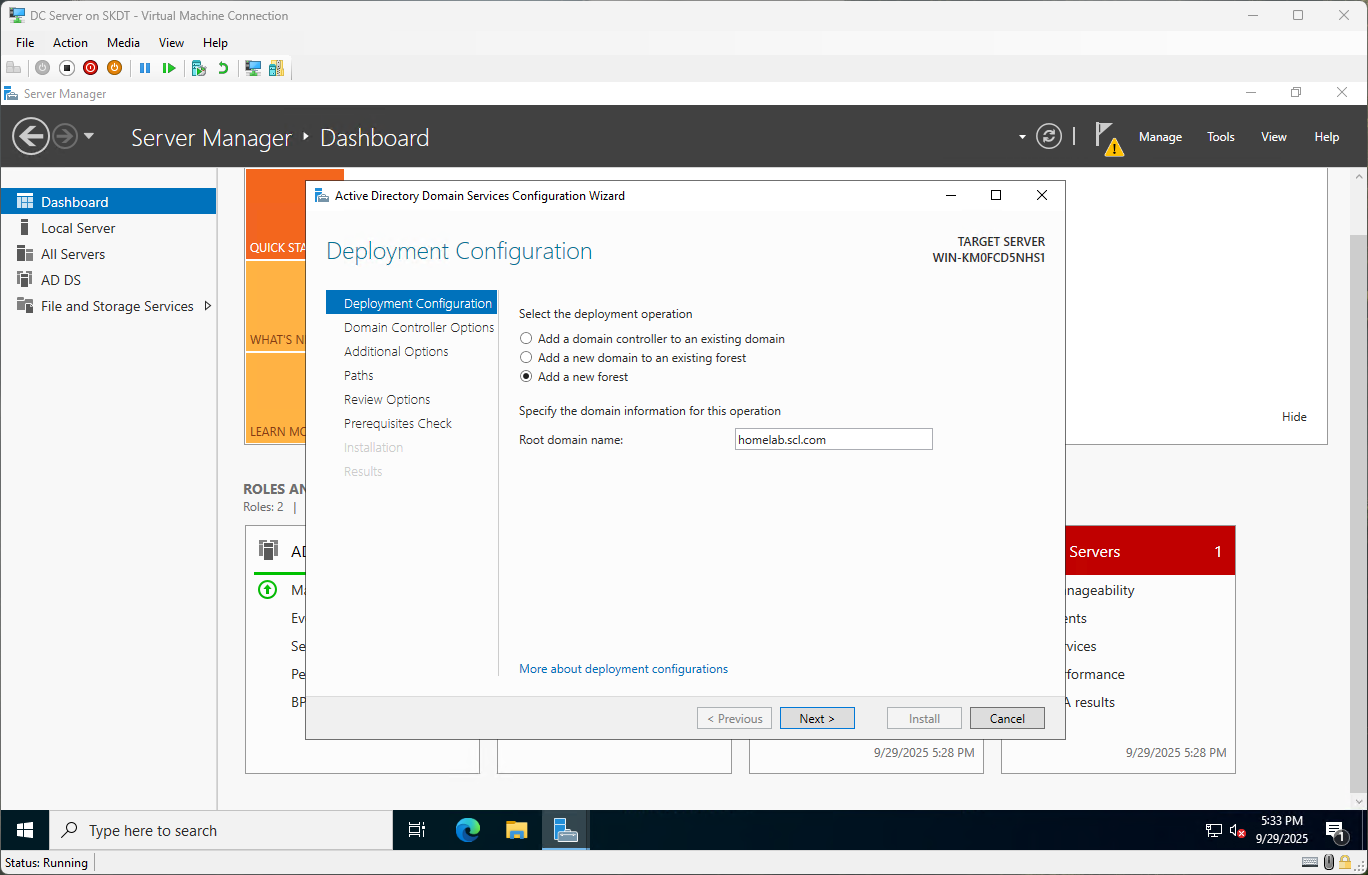 DC Server on SKDT - Virtual Machine Connection
File Action Media View Help
Server Manager
Server Manager ‣ Dashboard
Manage Tools View Help
Dashboard
Local Server
All Servers
AD DS
File and Storage Services
QUICK STA
WHAT'S N
LEARN MO
Hide
ROLES AN
Roles: 2 |
AD
Ma
Ev
Se
Pe
BP
Active Directory Domain Services Configuration Wizard
Deployment Configuration
TARGET SERVER
WIN-KM0FCD5NHS1
Deployment Configuration
Domain Controller Options
Additional Options
Paths
Review Options
Prerequisites Check
Installation
Results
Select the deployment operation
Add a domain controller to an existing domain
Add a new domain to an existing forest
Add a new forest
Specify the domain information for this operation
Root domain name: homelab.scl.com
More about deployment configurations
< Previous Next > Install Cancel
Servers 1
nageability
ents
vices
formance
A results
9/29/2025 5:28 PM
9/29/2025 5:28 PM
Type here to search
5:33 PM
9/29/2025
1
Status: Running